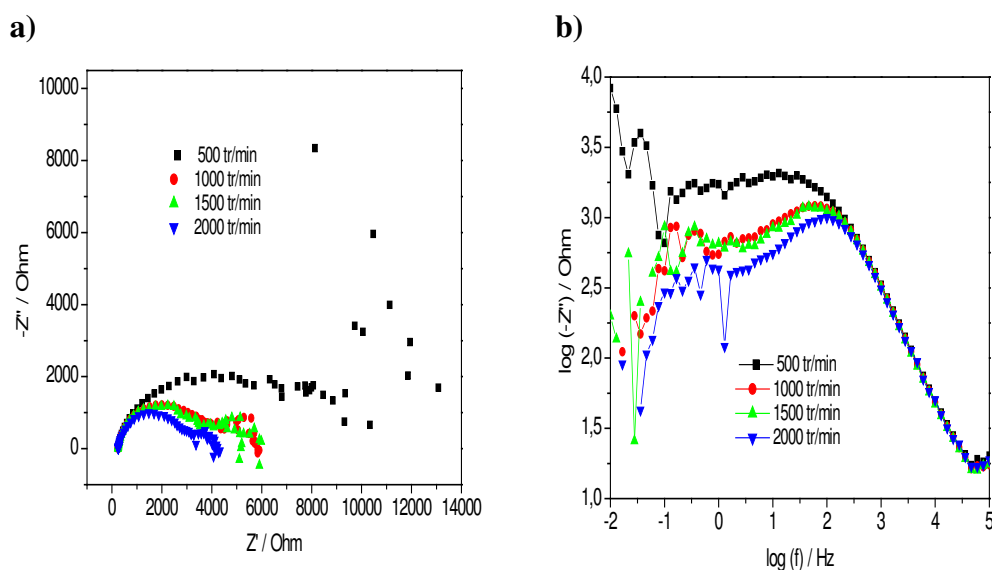 a)
10000
8000
6000
4000
2000
0
-Z" / Ohm
500 tr/min
1000 tr/min
1500 tr/min
2000 tr/min
0 2000 4000 6000 8000 10000 12000 14000
Z' / Ohm
b)
4,0
3,5
3,0
2,5
2,0
1,5
1,0
log (-Z") / Ohm
500 tr/min
1000 tr/min
1500 tr/min
2000 tr/min
-2 -1 0 1 2 3 4 5
log (f) / Hz